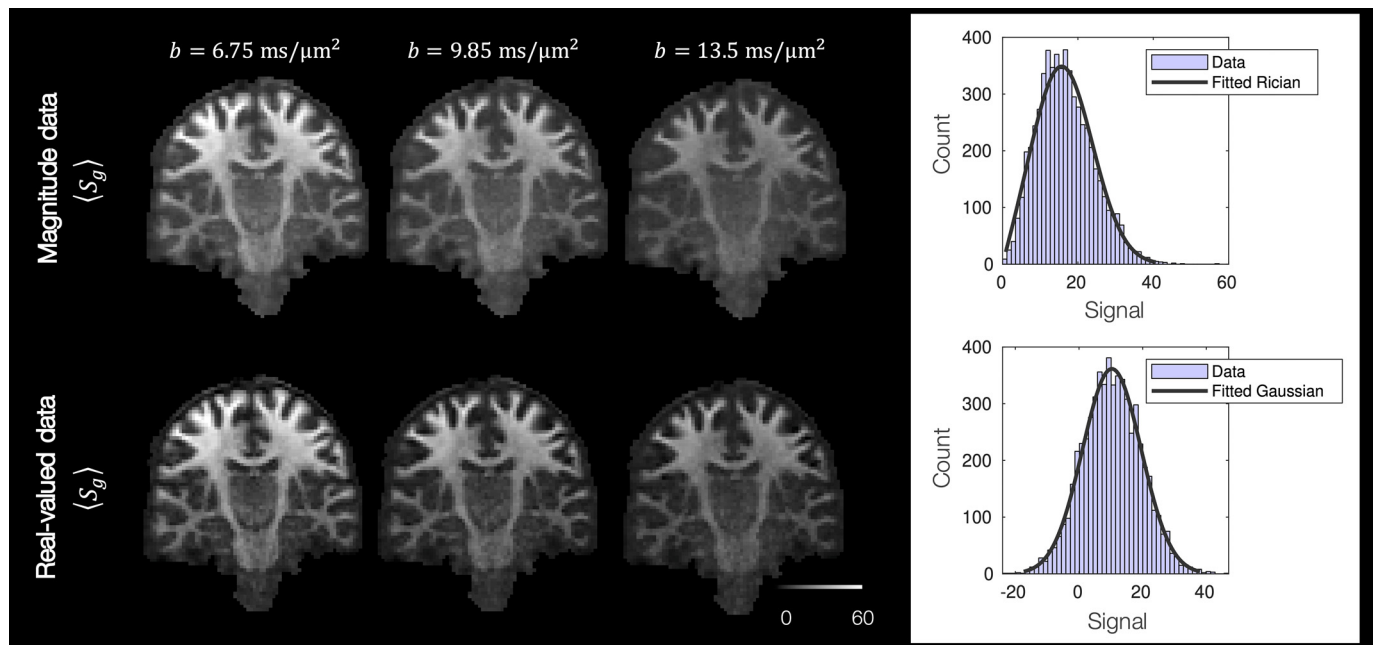 b = 6.75 ms/μm²
b = 9.85 ms/μm²
b = 13.5 ms/μm²
Magnitude data
⟨S_g⟩
Real-valued data
⟨S_g⟩
0
60
400
300
200
100
0
Count
Data
Fitted Rician
0
20
40
60
Signal
400
300
200
100
0
Count
Data
Fitted Gaussian
-20
0
20
40
Signal